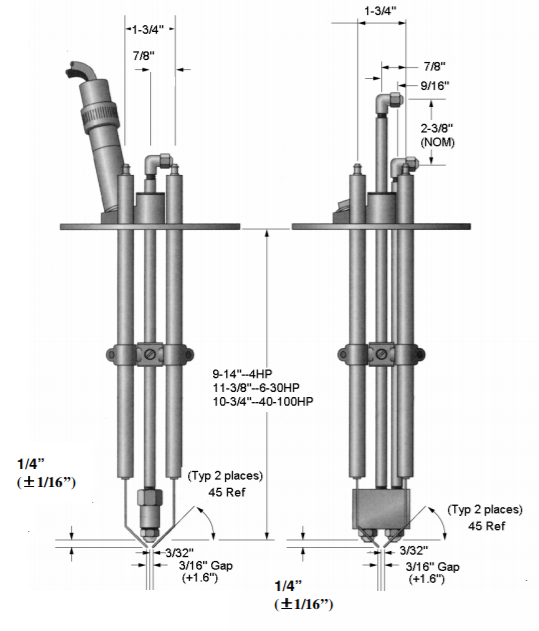 1-3/4"
7/8"
1-3/4"
7/8"
9/16"
2-3/8"
(NOM)
9-14"--4HP
11-3/8"--6-30HP
10-3/4"--40-100HP
1/4”
(±1/16”)
(Typ 2 places)
45 Ref
3/32"
3/16" Gap
(+1.6")
(Typ 2 places)
45 Ref
3/32"
3/16" Gap
(+1.6")
1/4”
(±1/16”)